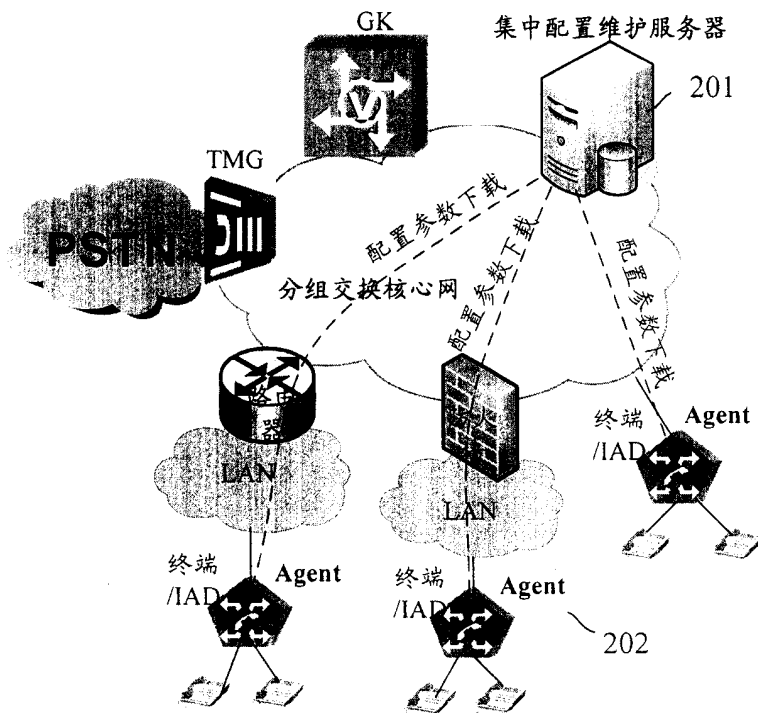 GK
集中配置维护服务器
201
TMG
PSTN
配置参数下载
配置参数下载
配置参数下载
分组交换核心网
路由
器
LAN
LAN
终端
/IAD
Agent
终端
/IAD
Agent
终端
/IAD
Agent
202